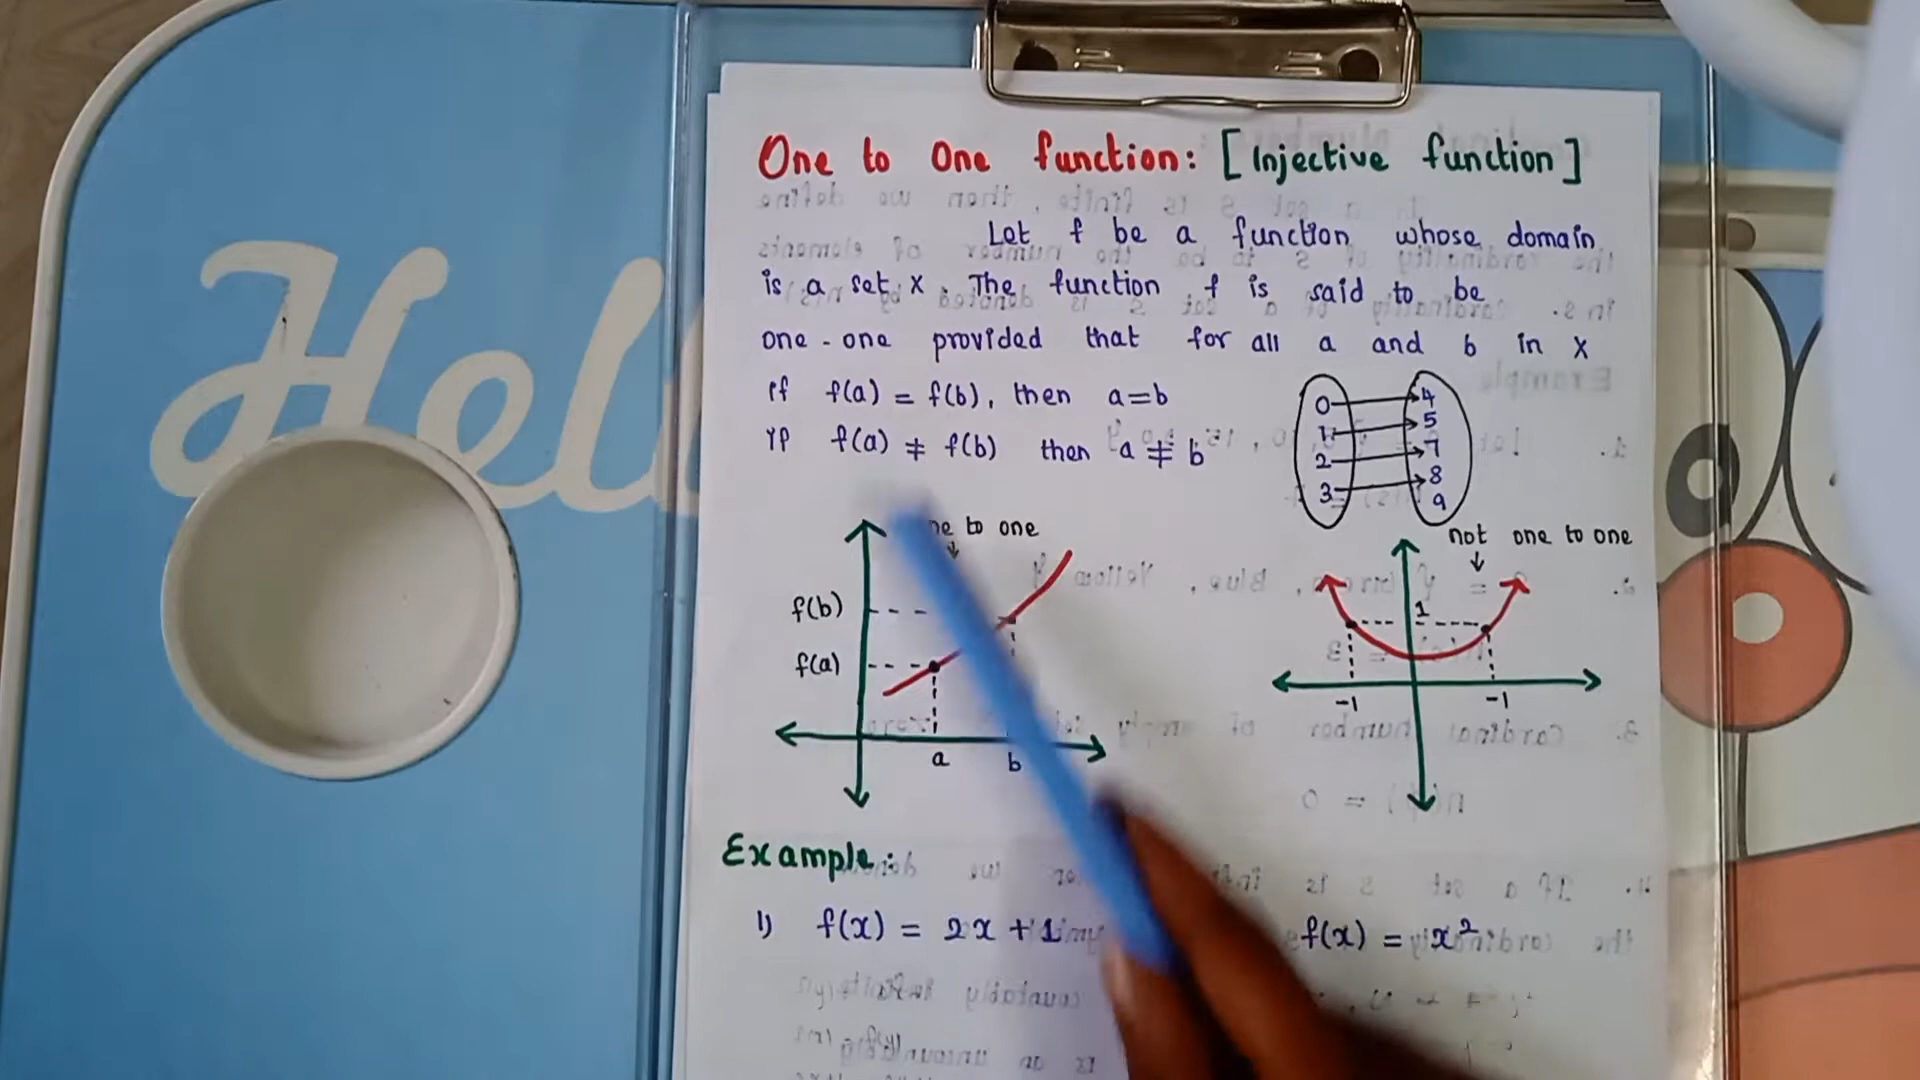 Hell
One to One function: [Injective function]
Let f be a function whose domain
is a set x. The function f is said to be
one-one provided that for all a and b in x
If f(a) = f(b), then a=b
If f(a) ≠ f(b) then a ≠ b
0 4
1 5
2 7
3 8
9
to one
not one to one
f(b)
f(a)
a b
1
-1 -1
Example:
1) f(x) = 2x+1 f(x) = x²